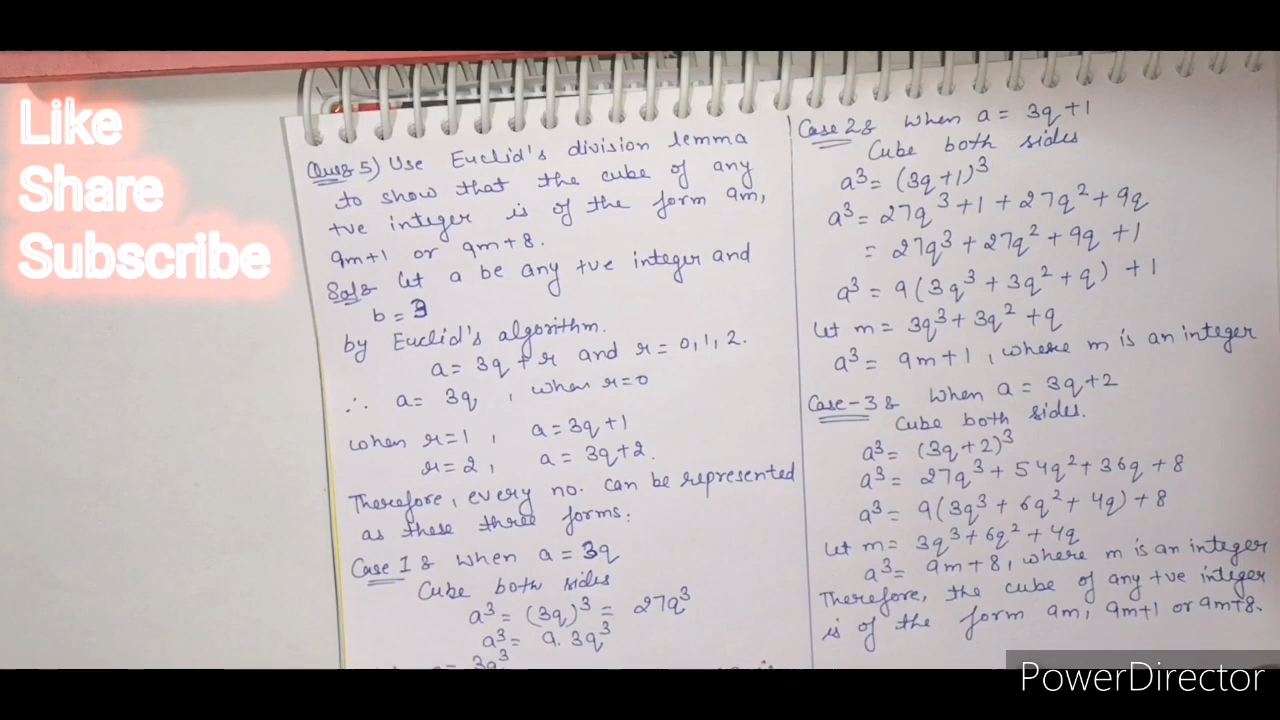 Like
Share
Subscribe
Ques 5) Use Euclid's division lemma
to show that the cube of any
+ve integer is of the form 9m,
9m+1 or 9m+8.
Sol: Let a be any +ve integer and
b = 3
by Euclid's algorithm.
a = 3q + r and r = 0, 1, 2.
∴ a = 3q , when r=0
when r=1 , a = 3q+1
r=2 , a = 3q+2.
Therefore, every no. can be represented
as these three forms.
Case 1: when a = 3q
Cube both sides
a³ = (3q)³ = 27q³
a³ = 9.3q³
3q³
Case 2: When a = 3q+1
Cube both sides
a³ = (3q+1)³
a³ = 27q³+1+27q²+9q
= 27q³+27q²+9q+1
a³ = 9(3q³+3q²+q)+1
Let m = 3q³+3q²+q
a³ = 9m+1, where m is an integer
Case-3: When a = 3q+2
Cube both sides.
a³ = (3q+2)³
a³ = 27q³+54q²+36q+8
a³ = 9(3q³+6q²+4q)+8
Let m = 3q³+6q²+4q
a³ = 9m+8, where m is an integer
Therefore, the cube of any +ve integer
is of the form 9m, 9m+1 or 9m+8.
PowerDirector